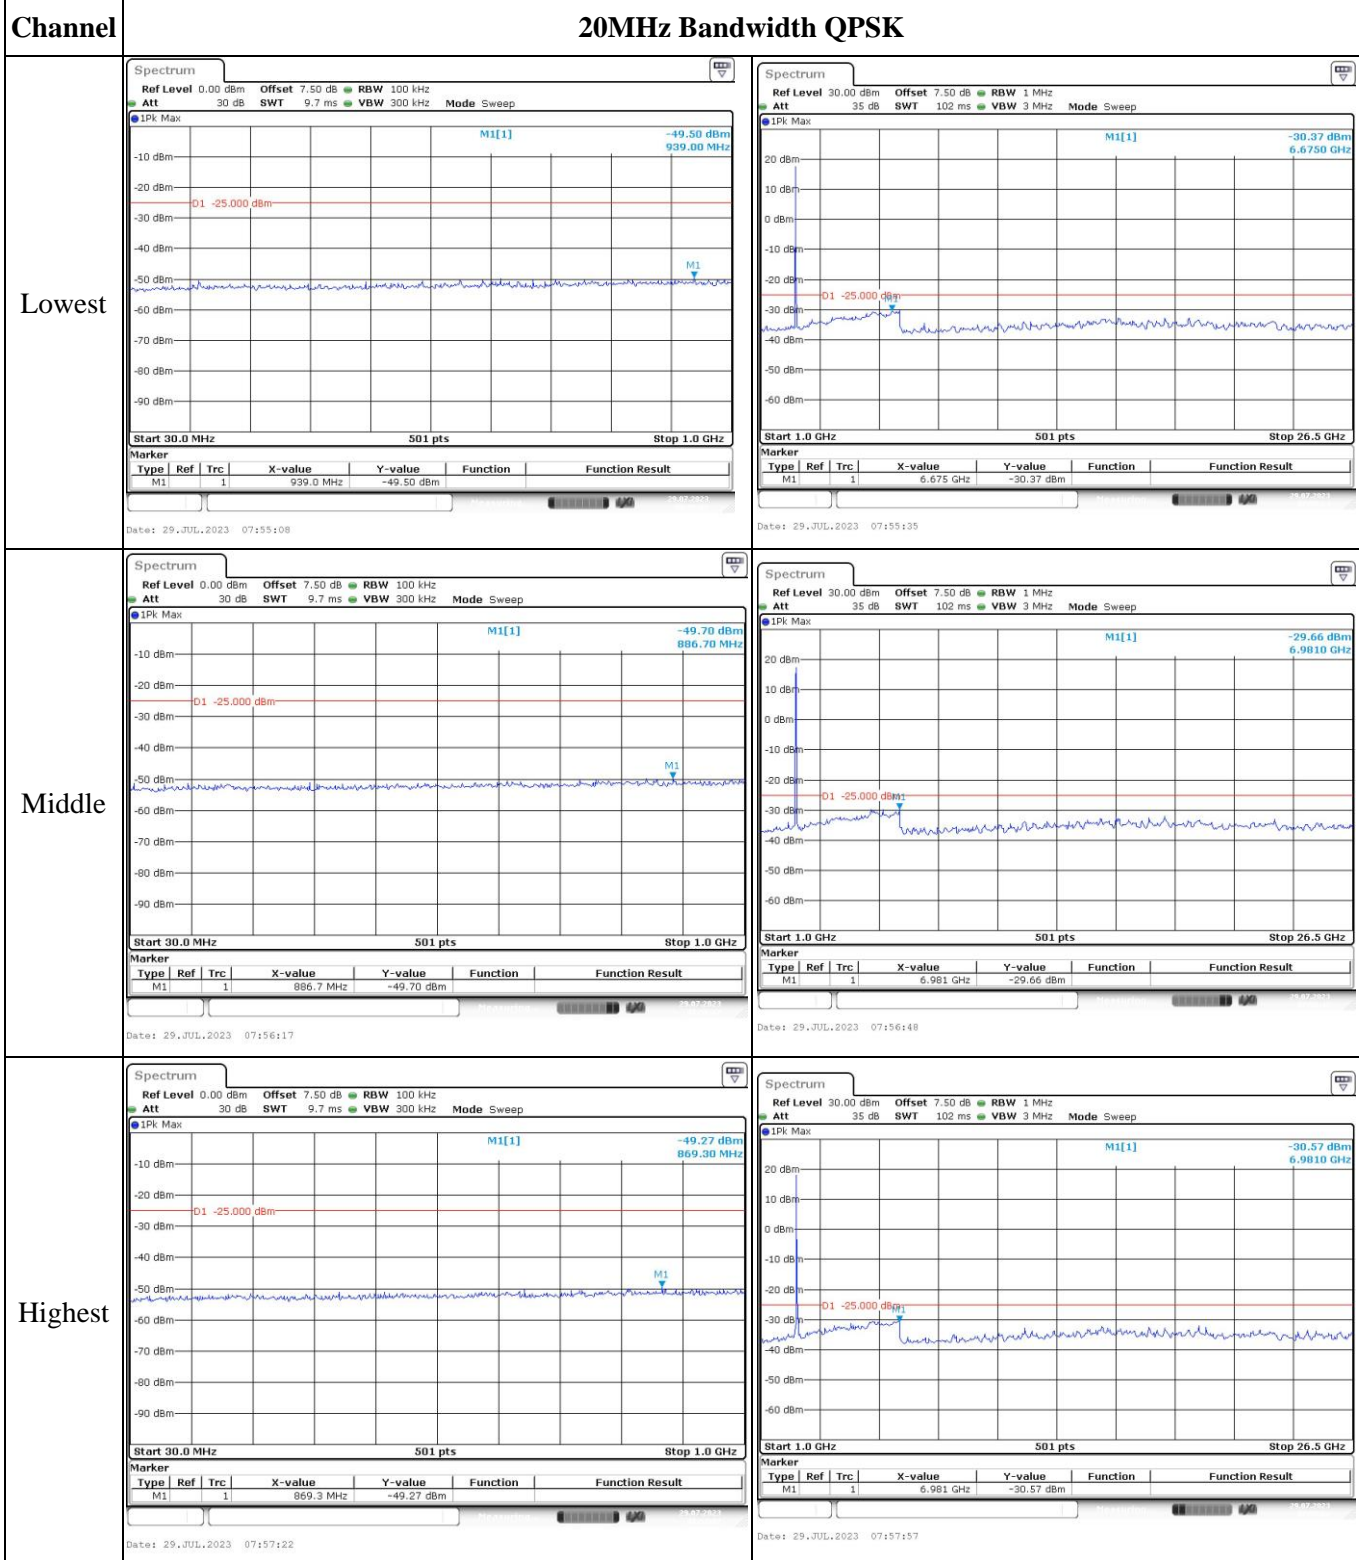 Channel 20MHz Bandwidth QPSK
Lowest
Spectrum
Ref Level 0.00 dBm Offset 7.50 dB RBW 100 kHz
Att 30 dB SWT 9.7 ms VBW 300 kHz Mode Sweep
1Pk Max
M1[1] -49.50 dBm
939.00 MHz
-10 dBm
-20 dBm
D1 -25.000 dBm
-30 dBm
-40 dBm
M1
-50 dBm
-60 dBm
-70 dBm
-80 dBm
-90 dBm
Start 30.0 MHz 501 pts Stop 1.0 GHz
Marker
Type Ref Trc X-value Y-value Function Function Result
M1 1 939.0 MHz -49.50 dBm
29.07.2023
Date: 29.JUL.2023 07:55:08
Spectrum
Ref Level 30.00 dBm Offset 7.50 dB RBW 1 MHz
Att 35 dB SWT 102 ms VBW 3 MHz Mode Sweep
1Pk Max
M1[1] -30.37 dBm
6.6750 GHz
20 dBm
10 dBm
0 dBm
-10 dBm
-20 dBm
D1 -25.000 dBm
M1
-30 dBm
-40 dBm
-50 dBm
-60 dBm
Start 1.0 GHz 501 pts Stop 26.5 GHz
Marker
Type Ref Trc X-value Y-value Function Function Result
M1 1 6.675 GHz -30.37 dBm
29.07.2023
Date: 29.JUL.2023 07:55:35
Middle
Spectrum
Ref Level 0.00 dBm Offset 7.50 dB RBW 100 kHz
Att 30 dB SWT 9.7 ms VBW 300 kHz Mode Sweep
1Pk Max
M1[1] -49.70 dBm
886.70 MHz
-10 dBm
-20 dBm
D1 -25.000 dBm
-30 dBm
-40 dBm
M1
-50 dBm
-60 dBm
-70 dBm
-80 dBm
-90 dBm
Start 30.0 MHz 501 pts Stop 1.0 GHz
Marker
Type Ref Trc X-value Y-value Function Function Result
M1 1 886.7 MHz -49.70 dBm
29.07.2023
Date: 29.JUL.2023 07:56:17
Spectrum
Ref Level 30.00 dBm Offset 7.50 dB RBW 1 MHz
Att 35 dB SWT 102 ms VBW 3 MHz Mode Sweep
1Pk Max
M1[1] -29.66 dBm
6.9810 GHz
20 dBm
10 dBm
0 dBm
-10 dBm
-20 dBm
D1 -25.000 dBm
M1
-30 dBm
-40 dBm
-50 dBm
-60 dBm
Start 1.0 GHz 501 pts Stop 26.5 GHz
Marker
Type Ref Trc X-value Y-value Function Function Result
M1 1 6.981 GHz -29.66 dBm
29.07.2023
Date: 29.JUL.2023 07:56:48
Highest
Spectrum
Ref Level 0.00 dBm Offset 7.50 dB RBW 100 kHz
Att 30 dB SWT 9.7 ms VBW 300 kHz Mode Sweep
1Pk Max
M1[1] -49.27 dBm
869.30 MHz
-10 dBm
-20 dBm
D1 -25.000 dBm
-30 dBm
-40 dBm
M1
-50 dBm
-60 dBm
-70 dBm
-80 dBm
-90 dBm
Start 30.0 MHz 501 pts Stop 1.0 GHz
Marker
Type Ref Trc X-value Y-value Function Function Result
M1 1 869.3 MHz -49.27 dBm
29.07.2023
Date: 29.JUL.2023 07:57:22
Spectrum
Ref Level 30.00 dBm Offset 7.50 dB RBW 1 MHz
Att 35 dB SWT 102 ms VBW 3 MHz Mode Sweep
1Pk Max
M1[1] -30.57 dBm
6.9810 GHz
20 dBm
10 dBm
0 dBm
-10 dBm
-20 dBm
D1 -25.000 dBm
M1
-30 dBm
-40 dBm
-50 dBm
-60 dBm
Start 1.0 GHz 501 pts Stop 26.5 GHz
Marker
Type Ref Trc X-value Y-value Function Function Result
M1 1 6.981 GHz -30.57 dBm
29.07.2023
Date: 29.JUL.2023 07:57:57